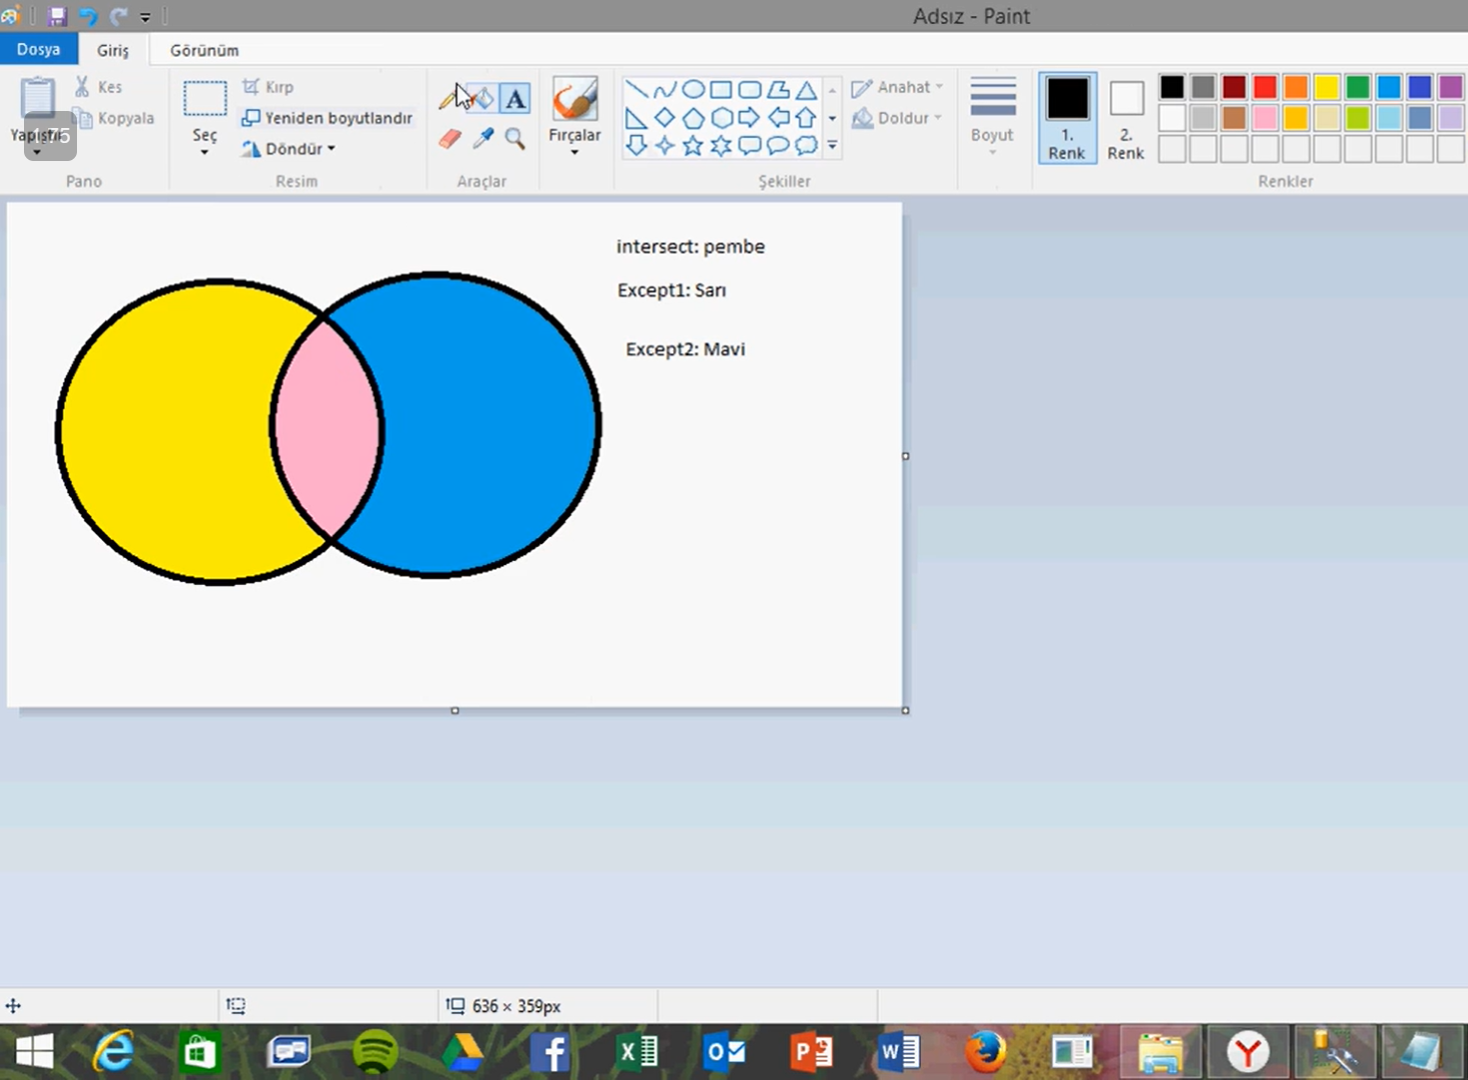 Adsız - Paint
Dosya Giriş Görünüm
Kes
Kopyala
Seç
Kırp
Yeniden boyutlandır
Döndür
A
Fırçalar
Anahat
Doldur
Boyut
1. Renk
2. Renk
Pano
Resim
Araçlar
Şekiller
Renkler
intersect: pembe
Except1: Sarı
Except2: Mavi
636 × 359px